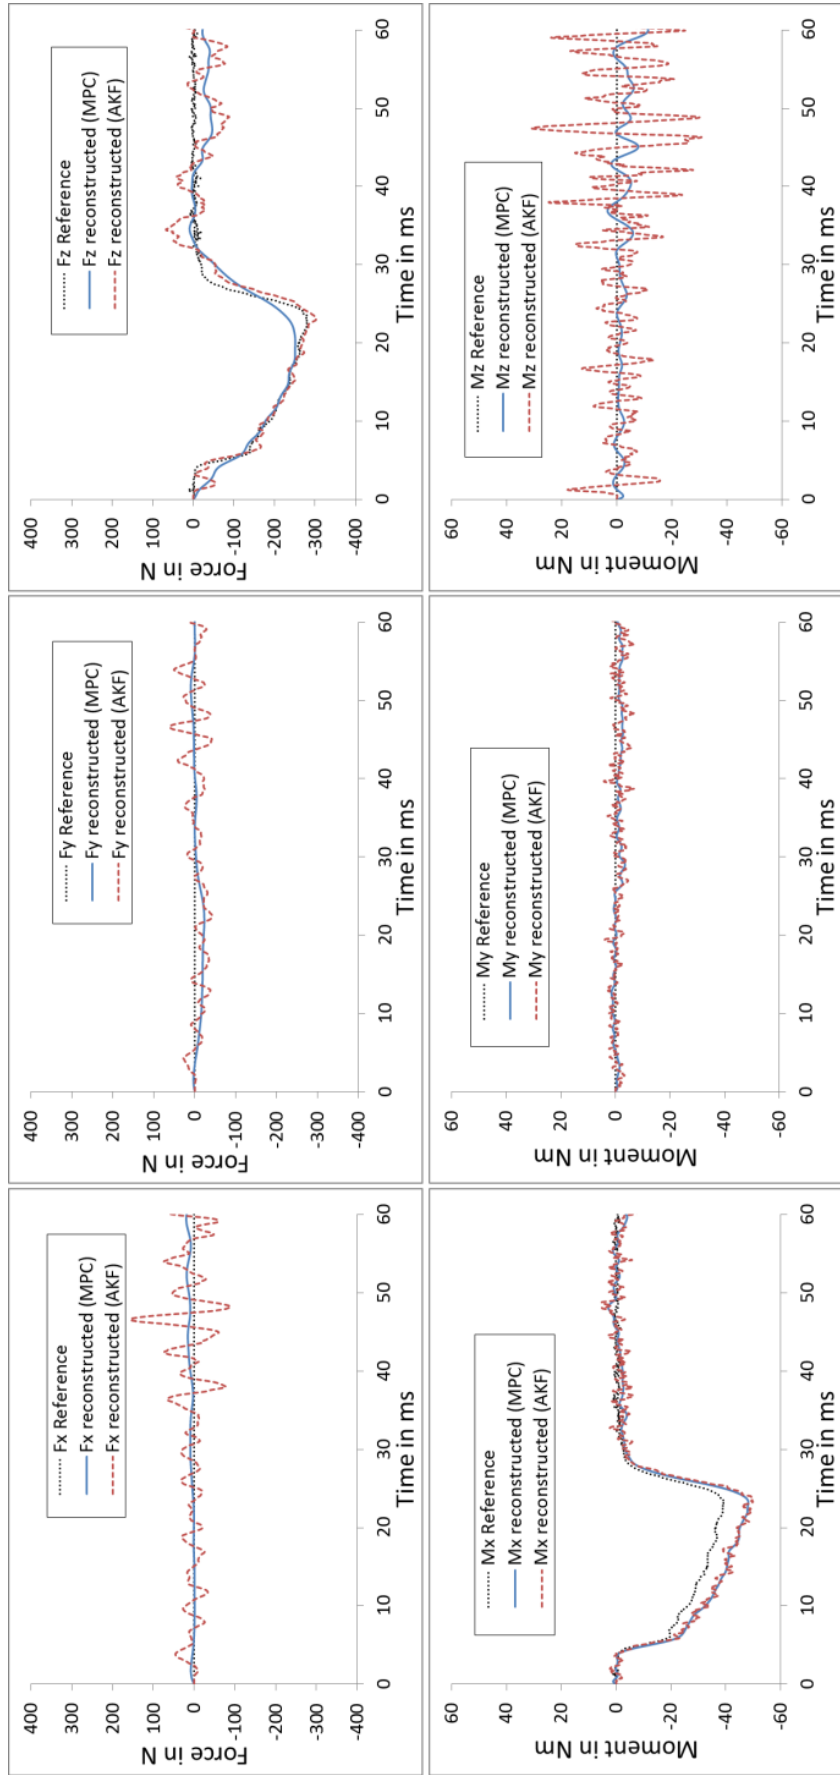 400
300
200
100
0
-100
-200
-300
-400
Force in N
Fx Reference
Fx reconstructed (MPC)
Fx reconstructed (AKF)
0 10 20 30 40 50 60
Time in ms
400
300
200
100
0
-100
-200
-300
-400
Force in N
Fy Reference
Fy reconstructed (MPC)
Fy reconstructed (AKF)
0 10 20 30 40 50 60
Time in ms
400
300
200
100
0
-100
-200
-300
-400
Force in N
Fz Reference
Fz reconstructed (MPC)
Fz reconstructed (AKF)
0 10 20 30 40 50 60
Time in ms
60
40
20
0
-20
-40
-60
Moment in Nm
Mx Reference
Mx reconstructed (MPC)
Mx reconstructed (AKF)
0 10 20 30 40 50 60
Time in ms
60
40
20
0
-20
-40
-60
Moment in Nm
My Reference
My reconstructed (MPC)
My reconstructed (AKF)
0 10 20 30 40 50 60
Time in ms
60
40
20
0
-20
-40
-60
Moment in Nm
Mz Reference
Mz reconstructed (MPC)
Mz reconstructed (AKF)
0 10 20 30 40 50 60
Time in ms